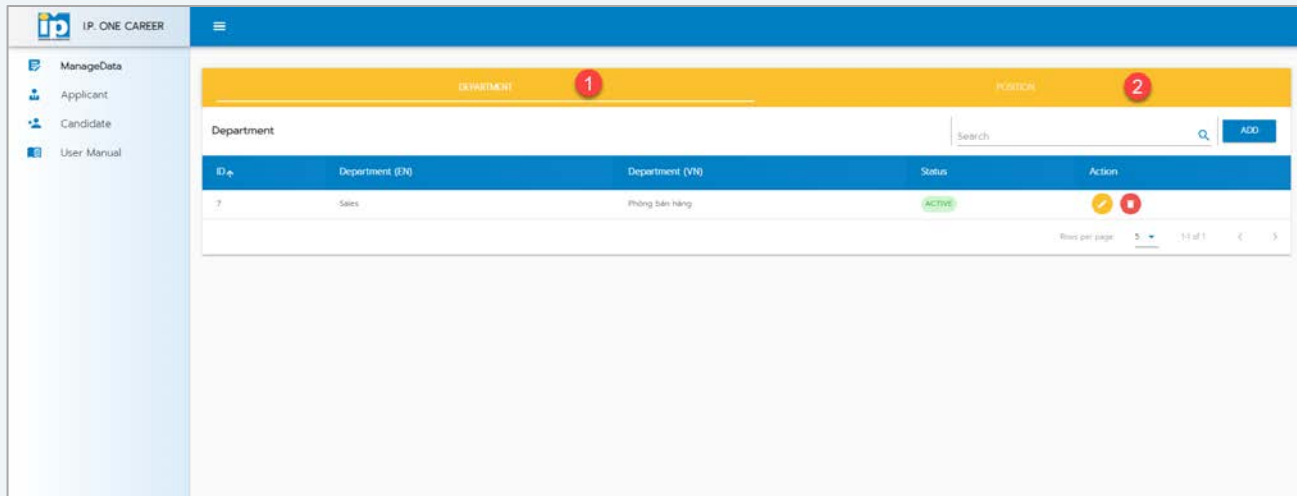 ip I.P. ONE CAREER
ManageData
Applicant
Candidate
User Manual
DEPARTMENT 1 POSITION 2
Department Search ADD
ID Department (EN) Department (VN) Status Action
7 Sales Phòng bán hàng ACTIVE
Rows per page: 5 1-1 of 1